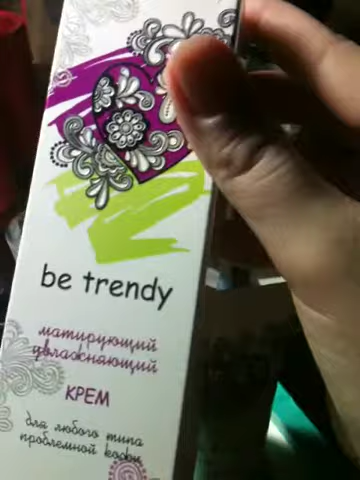 be trendy
матирующий
увлажняющий
КРЕМ
для любого типа
проблемной кожи